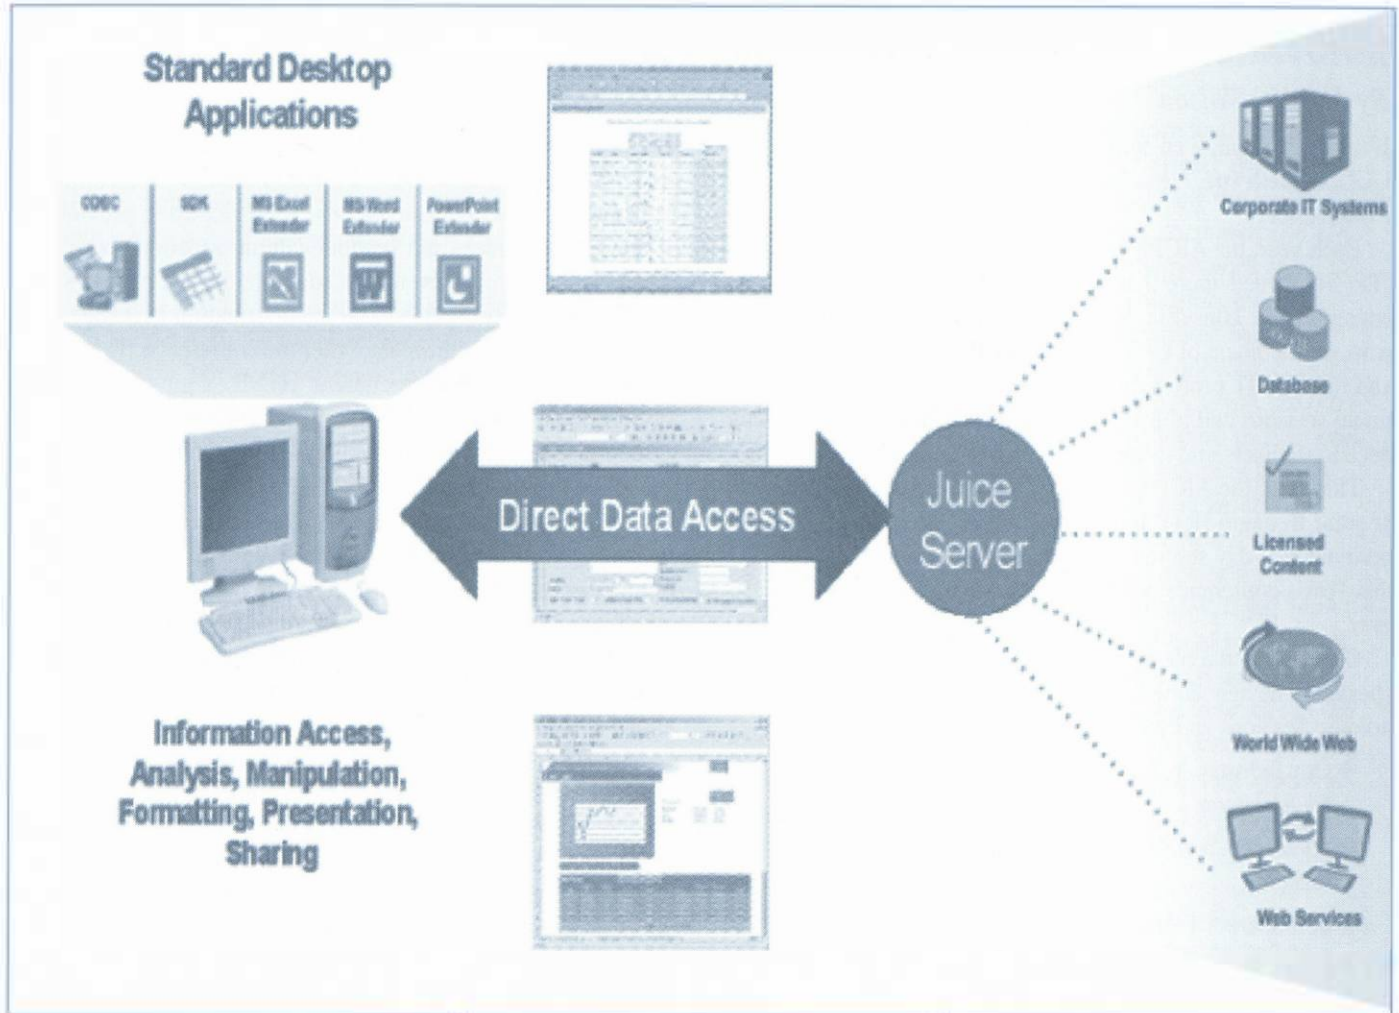 Standard Desktop
Applications
SDK
MS Excel
Extender
MS Word
Extender
PowerPoint
Extender
Direct Data Access
Juice
Server
Information Access,
Analysis, Manipulation,
Formatting, Presentation,
Sharing
Corporate IT Systems
Database
Licensed
Content
World Wide Web
Web Services